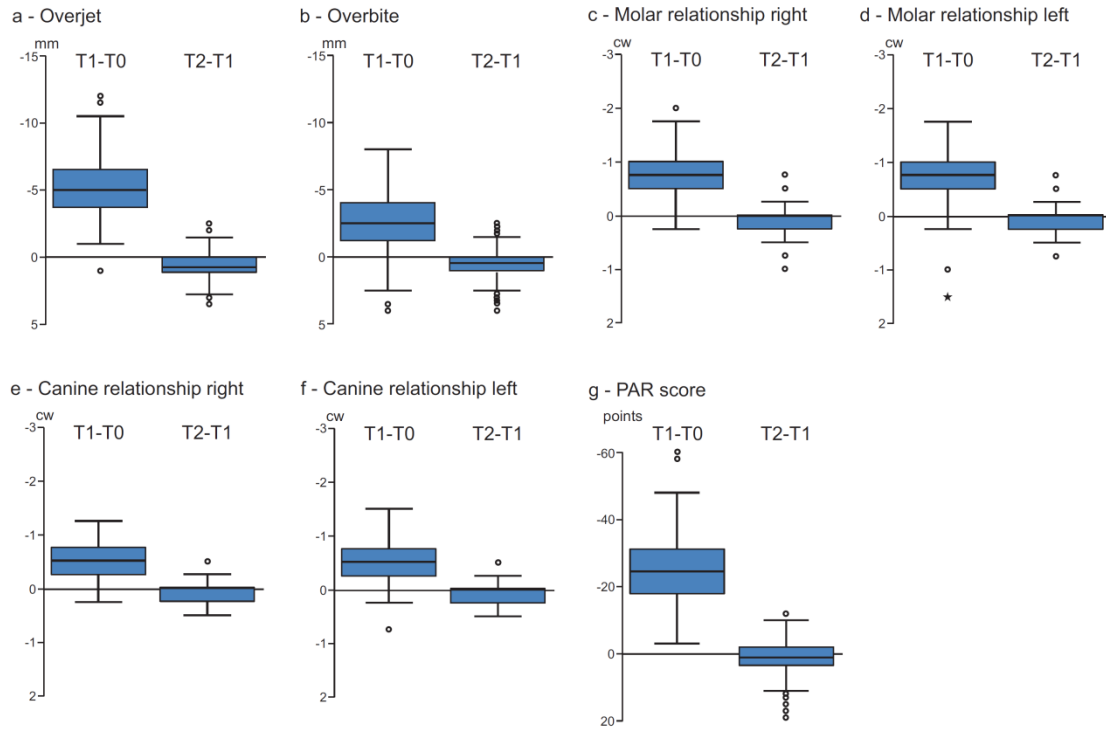 a - Overjet
mm
T1-T0 T2-T1
-15
-10
-5
0
5
b - Overbite
mm
T1-T0 T2-T1
-15
-10
-5
0
5
c - Molar relationship right
cw
T1-T0 T2-T1
-3
-2
-1
0
-1
2
d - Molar relationship left
cw
T1-T0 T2-T1
-3
-2
-1
0
-1
2
e - Canine relationship right
cw
T1-T0 T2-T1
-3
-2
-1
0
-1
2
f - Canine relationship left
cw
T1-T0 T2-T1
-3
-2
-1
0
-1
2
g - PAR score
points
T1-T0 T2-T1
-60
-40
-20
0
20